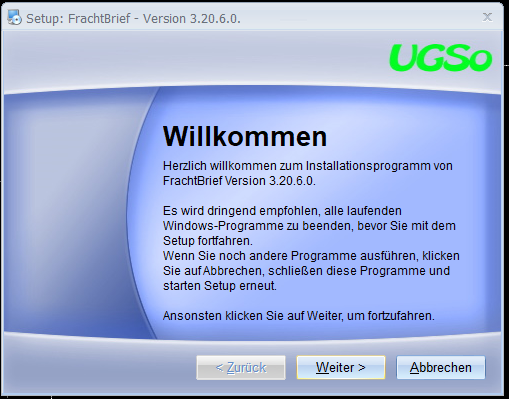 Setup: FrachtBrief - Version 3.20.6.0.
UGSo
Willkommen
Herzlich willkommen zum Installationsprogramm von
FrachtBrief Version 3.20.6.0.
Es wird dringend empfohlen, alle laufenden
Windows-Programme zu beenden, bevor Sie mit dem
Setup fortfahren.
Wenn Sie noch andere Programme ausführen, klicken
Sie auf Abbrechen, schließen diese Programme und
starten Setup erneut.
Ansonsten klicken Sie auf Weiter, um fortzufahren.
< Zurück
Weiter >
Abbrechen